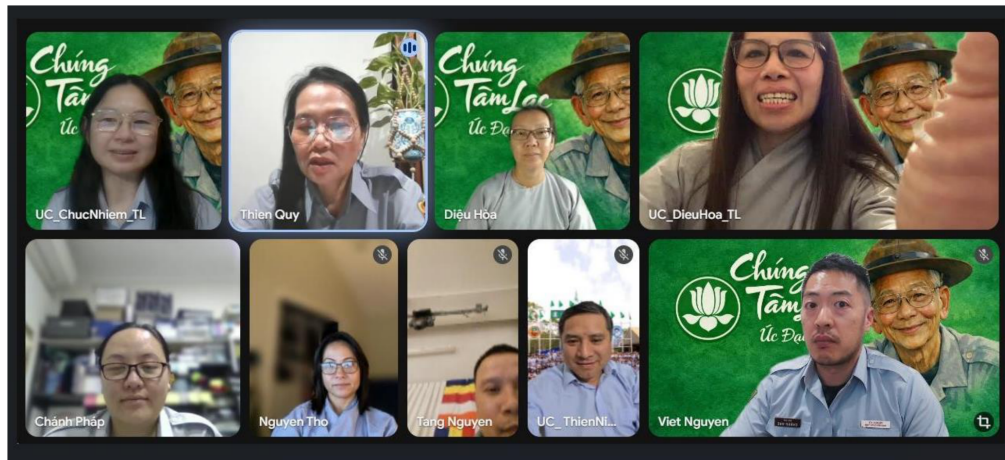 Chúng
Tâm
Úc
UC_ChucNhiem_TL
Thien Quy
Chúng
Tâm Lạc
Úc Đạ
Diệu Hòa
UC_DieuHoa_TL
Chánh Pháp
Nguyen Tho
Tang Nguyen
UC_ThienNi...
Chúng
Tâm
Úc Đạ
Viet Nguyen